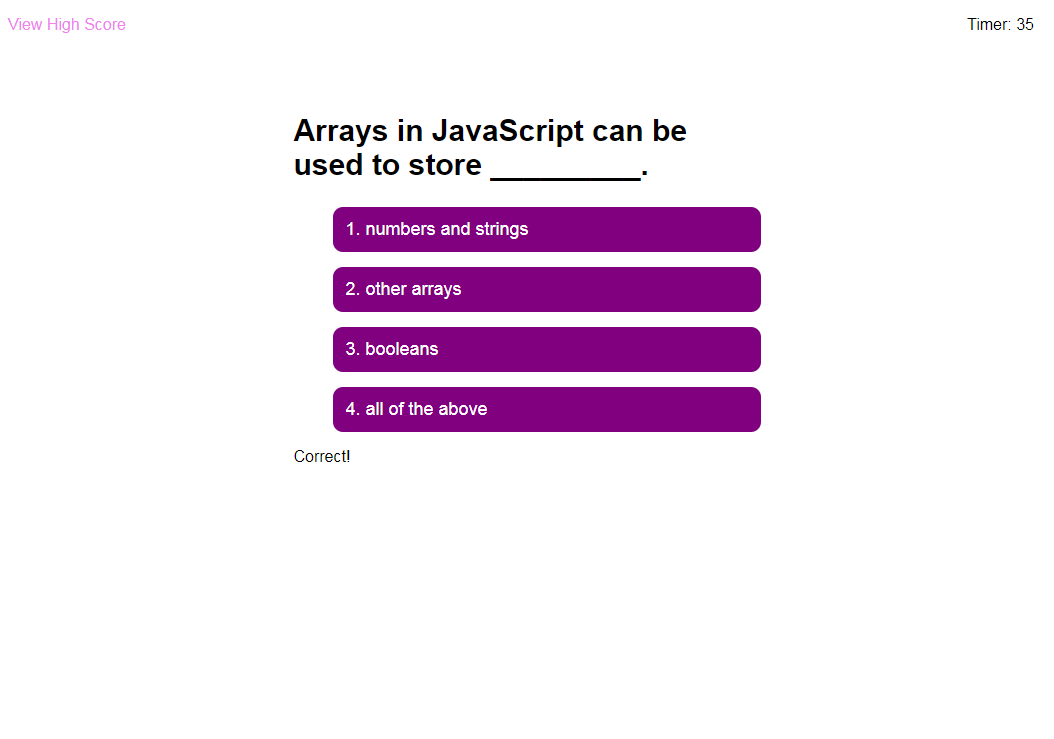 View High Score
Timer: 35
Arrays in JavaScript can be
used to store _________.
1. numbers and strings
2. other arrays
3. booleans
4. all of the above
Correct!